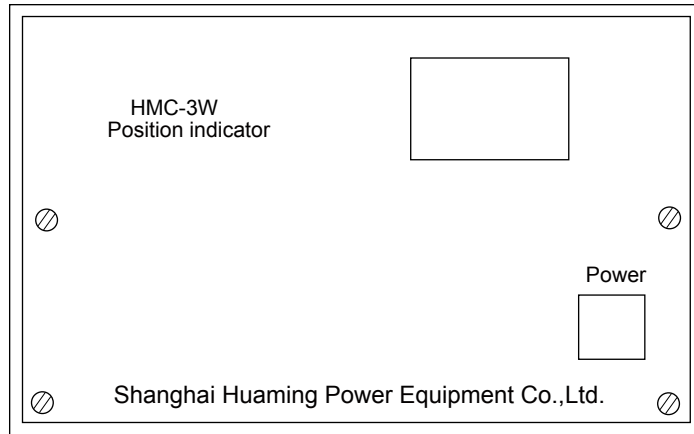 HMC-3W
Position indicator
Power
Shanghai Huaming Power Equipment Co.,Ltd.